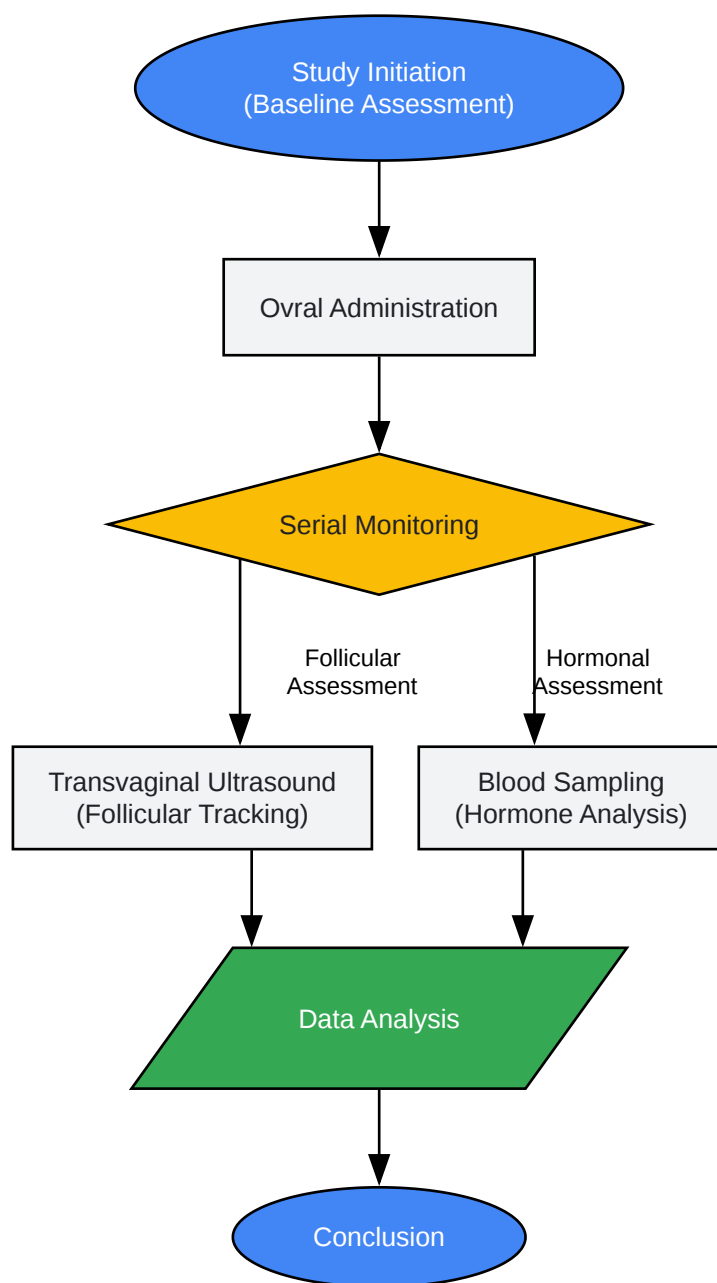 Study Initiation
(Baseline Assessment)
Ovral Administration
Serial Monitoring
Follicular
Assessment
Hormonal
Assessment
Transvaginal Ultrasound
(Follicular Tracking)
Blood Sampling
(Hormone Analysis)
Data Analysis
Conclusion